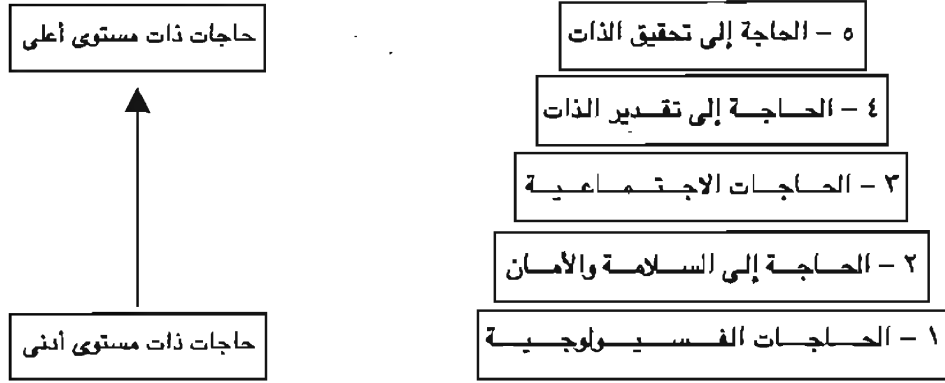 ٥ – الحاجة إلى تحقيق الذات
٤ – الحاجة إلى تقدير الذات
٣ – الحاجات الاجتماعية
٢ – الحاجة إلى السلامة والأمان
١ – الحاجات الفسيولوجية
حاجات ذات مستوى أعلى
حاجات ذات مستوى أدنى